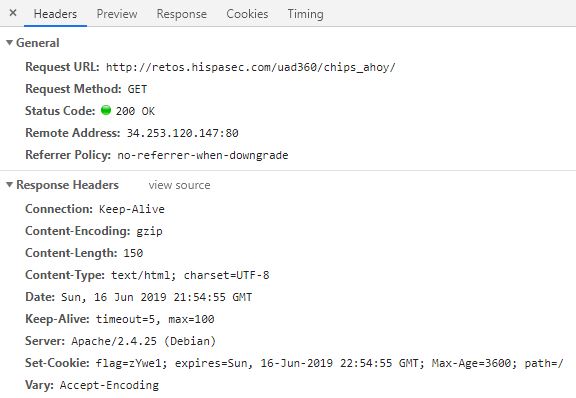 × Headers Preview Response Cookies Timing
▼ General
Request URL: http://retos.hispasec.com/uad360/chips_ahoy/
Request Method: GET
Status Code: 200 OK
Remote Address: 34.253.120.147:80
Referrer Policy: no-referrer-when-downgrade
▼ Response Headers view source
Connection: Keep-Alive
Content-Encoding: gzip
Content-Length: 150
Content-Type: text/html; charset=UTF-8
Date: Sun, 16 Jun 2019 21:54:55 GMT
Keep-Alive: timeout=5, max=100
Server: Apache/2.4.25 (Debian)
Set-Cookie: flag=zYwe1; expires=Sun, 16-Jun-2019 22:54:55 GMT; Max-Age=3600; path=/
Vary: Accept-Encoding